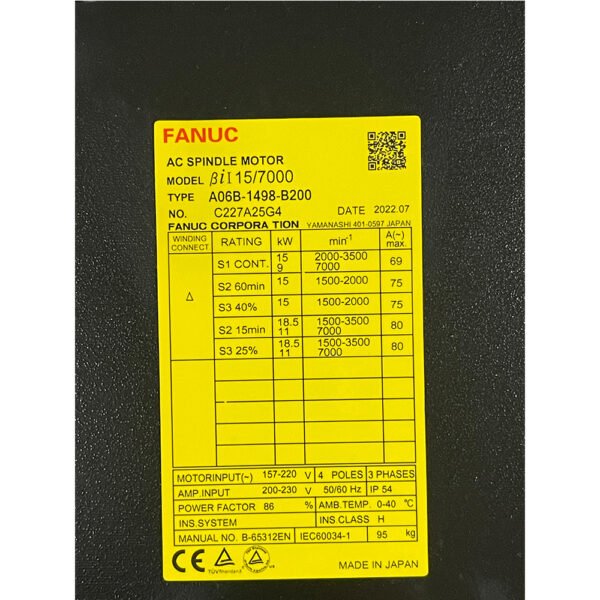 FANUC
AC SPINDLE MOTOR
MODEL βiI 15/7000
TYPE A06B-1498-B200
NO. C227A25G4 DATE 2022.07
FANUC CORPORA TION YAMANASHI 401-0597 JAPAN
WINDING CONNECT. RATING kW min-1 A(~) max.
△ S1 CONT. 15 2000-3500 69
9 7000
S2 60min 15 1500-2000 75
S3 40% 15 1500-2000 75
S2 15min 18.5 1500-3500 80
11 7000
S3 25% 18.5 1500-3500 80
11 7000
MOTORINPUT(~) 157-220 V 4 POLES 3 PHASES
AMP.INPUT 200-230 V 50/60 Hz IP 54
POWER FACTOR 86 % AMB.TEMP. 0-40 ℃
INS.SYSTEM INS.CLASS H
MANUAL NO. B-65312EN IEC60034-1 95 kg
CE
MADE IN JAPAN